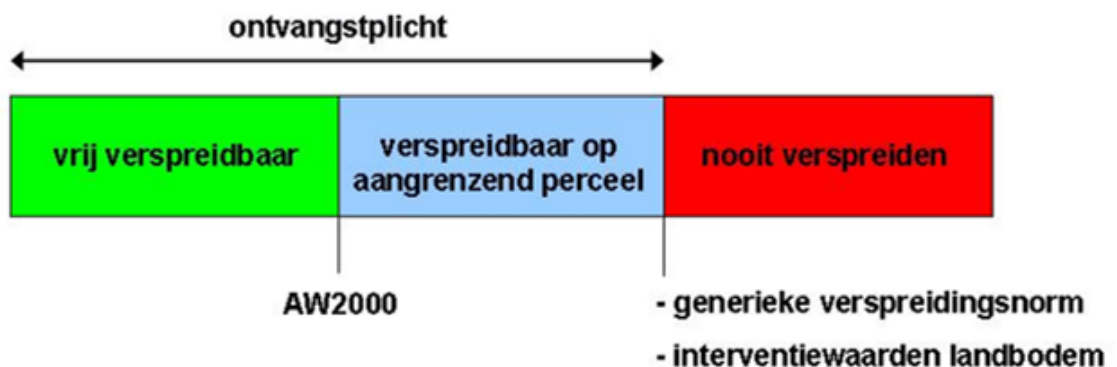 ontvangstplicht
vrij verspreidbaar
verspreidbaar op
aangrenzend perceel
nooit verspreiden
AW2000
- generieke verspreidingsnorm
- interventiewaarden landbodem